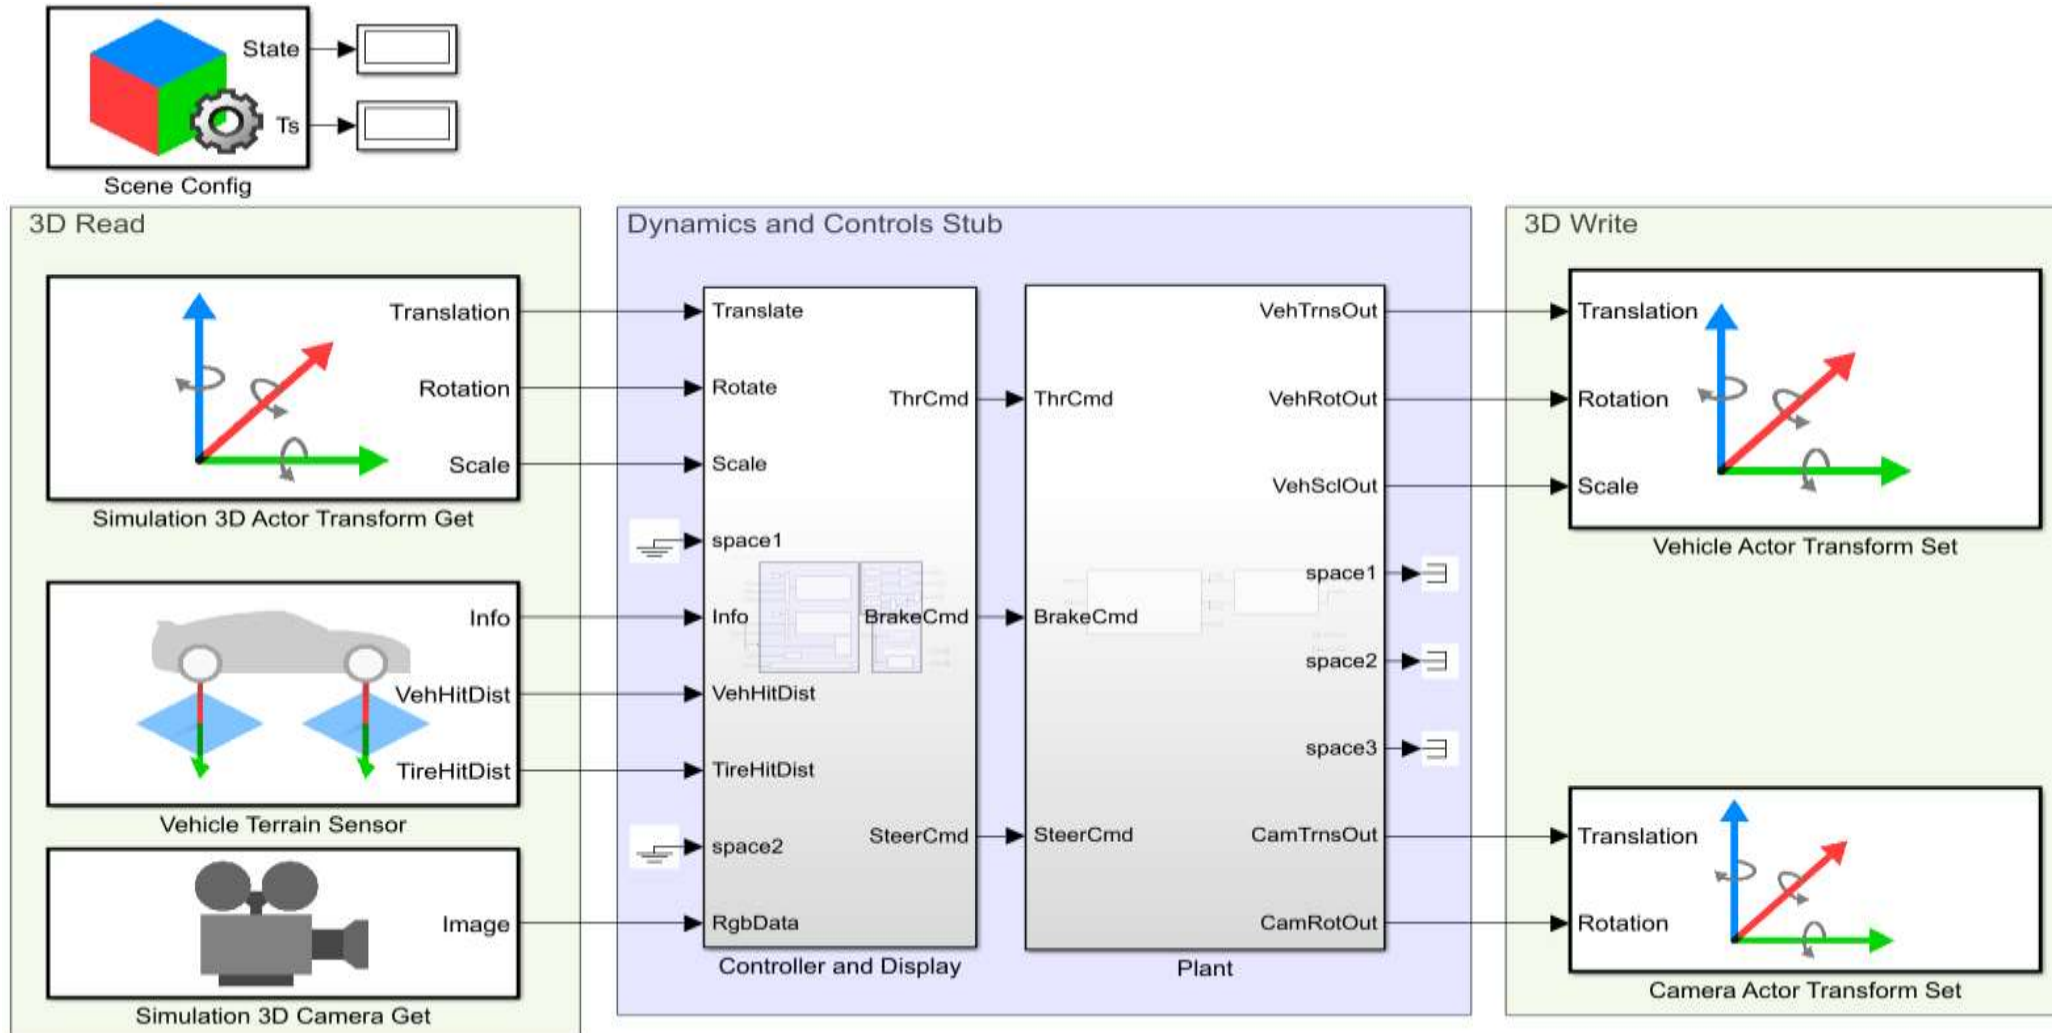 State
Ts
Scene Config
3D Read
Translation
Rotation
Scale
Simulation 3D Actor Transform Get
Info
VehHitDist
TireHitDist
Vehicle Terrain Sensor
Image
Simulation 3D Camera Get
Dynamics and Controls Stub
Translate
Rotate
Scale
space1
Info
VehHitDist
TireHitDist
space2
RgbData
ThrCmd
BrakeCmd
SteerCmd
Controller and Display
ThrCmd
BrakeCmd
SteerCmd
VehTrnsOut
VehRotOut
VehSclOut
space1
space2
space3
CamTrnsOut
CamRotOut
Plant
3D Write
Translation
Rotation
Scale
Vehicle Actor Transform Set
Translation
Rotation
Camera Actor Transform Set